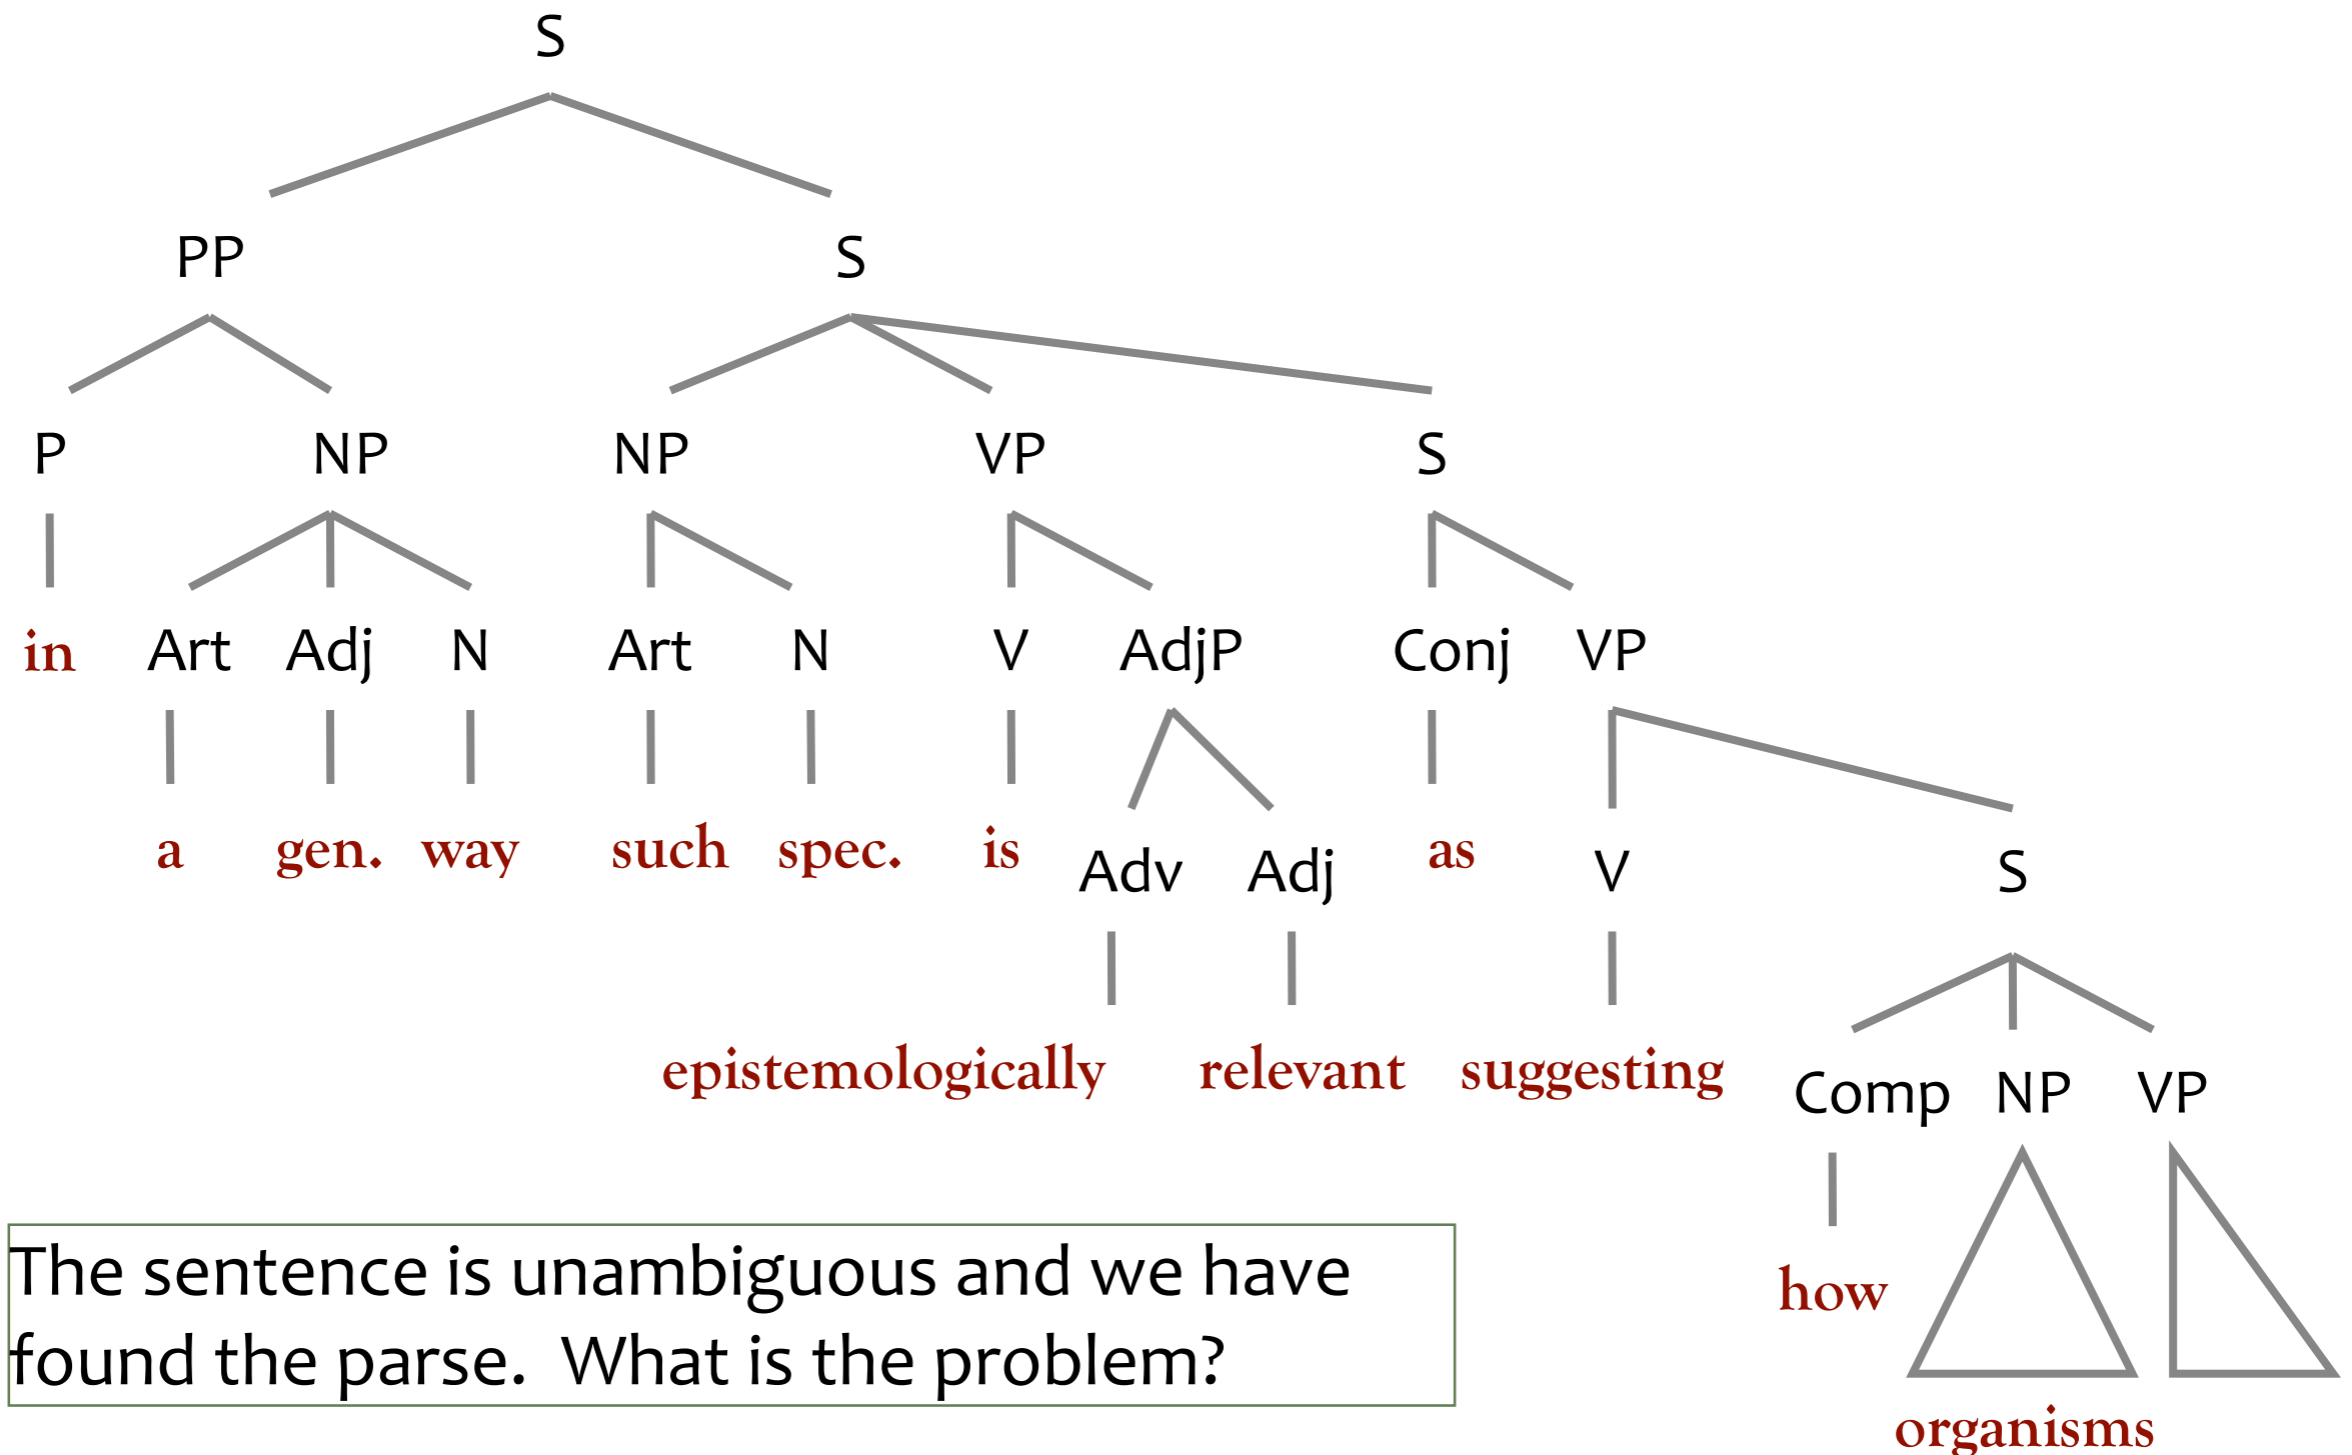 S
PP S
P NP NP VP S
in Art Adj N Art N V AdjP Conj VP
a gen. way such spec. is Adv Adj as V S
epistemologically relevant suggesting Comp NP VP
how
organisms
The sentence is unambiguous and we have
found the parse. What is the problem?